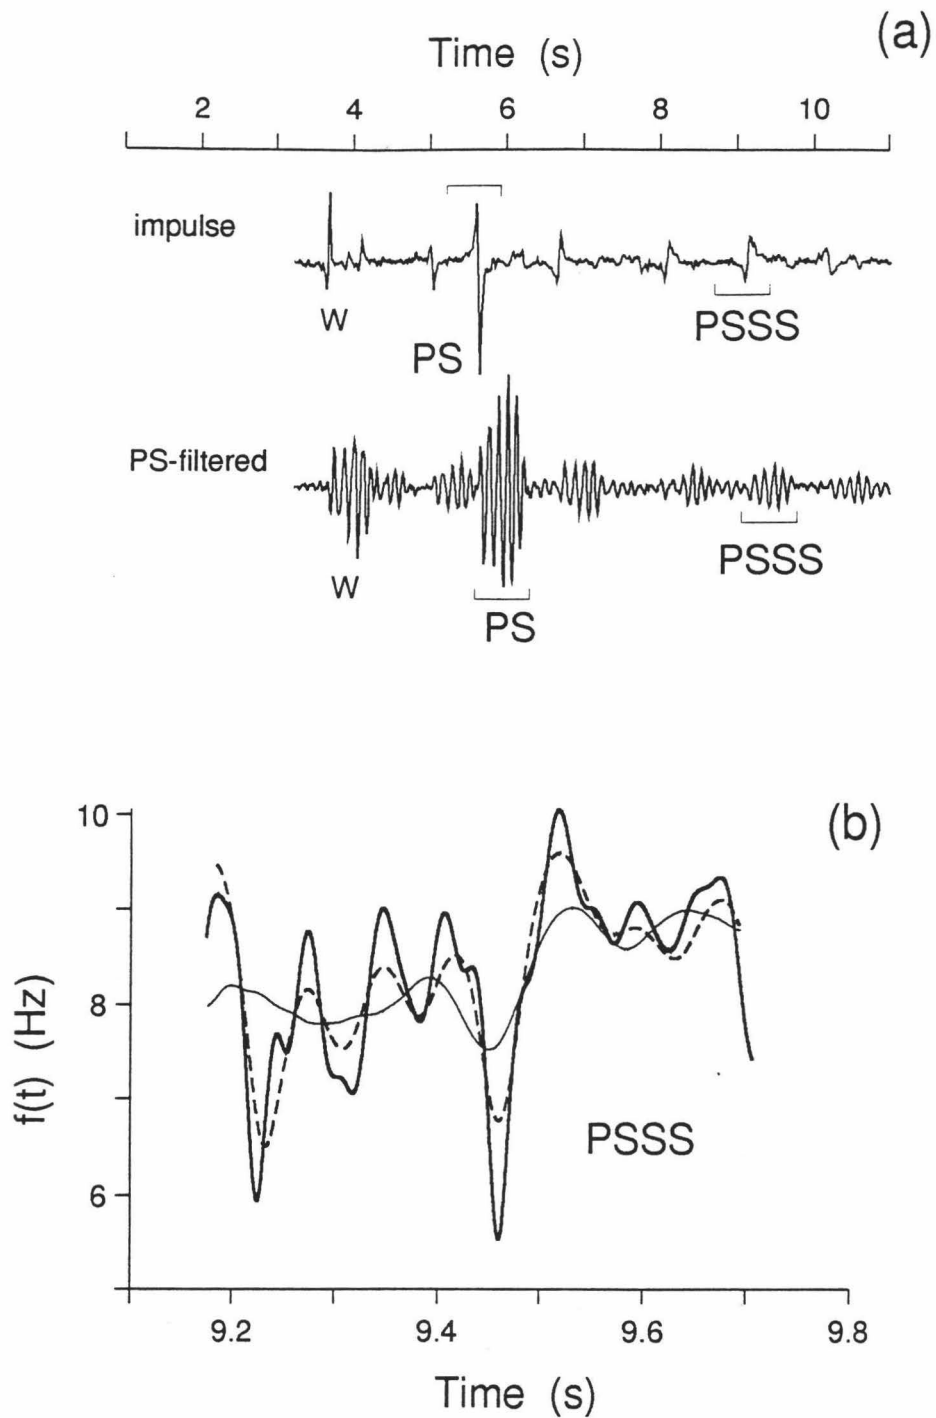 (a)
Time (s)
2 4 6 8 10
impulse
W
PS
PSSS
PS-filtered
W
PS
PSSS
(b)
10
8
6
f(t) (Hz)
PSSS
9.2 9.4 9.6 9.8
Time (s)